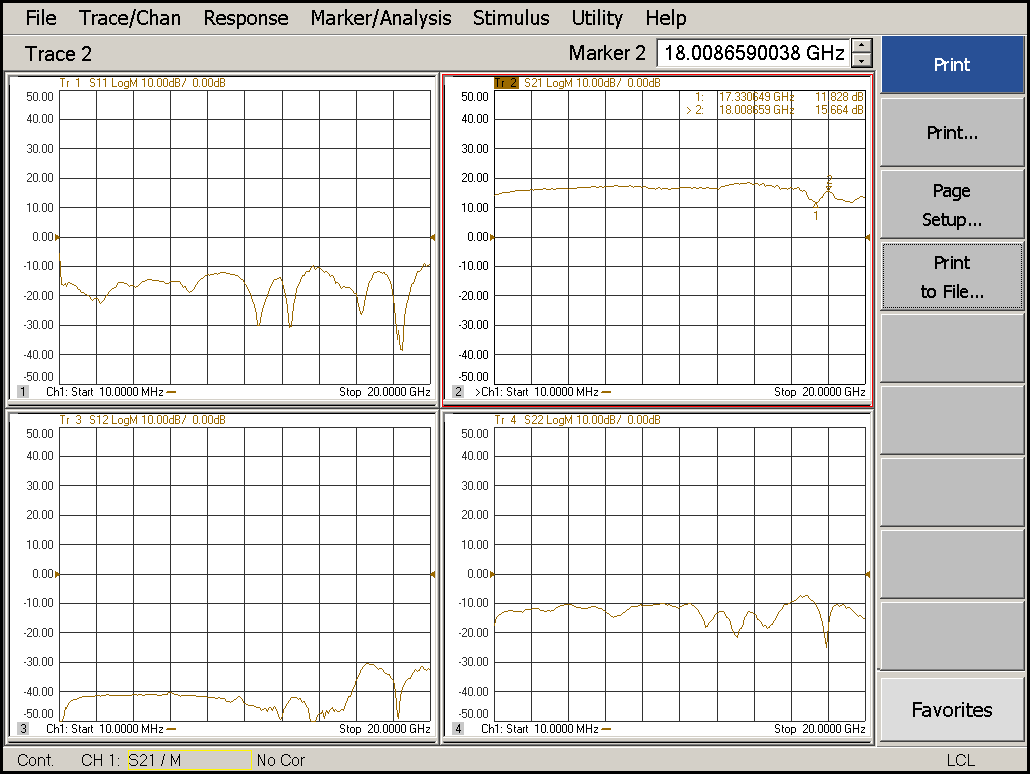 File Trace/Chan Response Marker/Analysis Stimulus Utility Help
Trace 2 Marker 2 18.0086590038 GHz
Tr 1 S11 LogM 10.00dB/ 0.00dB
50.00
40.00
30.00
20.00
10.00
0.00
-10.00
-20.00
-30.00
-40.00
-50.00
1 Ch1: Start 10.0000 MHz Stop 20.0000 GHz
Tr 2 S21 LogM 10.00dB/ 0.00dB
1: 17.330649 GHz 11.828 dB
> 2: 18.008659 GHz 15.664 dB
50.00
40.00
30.00
20.00
10.00
0.00
-10.00
-20.00
-30.00
-40.00
-50.00
1
2 >Ch1: Start 10.0000 MHz Stop 20.0000 GHz
Tr 3 S12 LogM 10.00dB/ 0.00dB
50.00
40.00
30.00
20.00
10.00
0.00
-10.00
-20.00
-30.00
-40.00
-50.00
3 Ch1: Start 10.0000 MHz Stop 20.0000 GHz
Tr 4 S22 LogM 10.00dB/ 0.00dB
50.00
40.00
30.00
20.00
10.00
0.00
-10.00
-20.00
-30.00
-40.00
-50.00
4 Ch1: Start 10.0000 MHz Stop 20.0000 GHz
Print
Print...
Page
Setup...
Print
to File...
Favorites
Cont. CH 1: S21 / M No Cor LCL